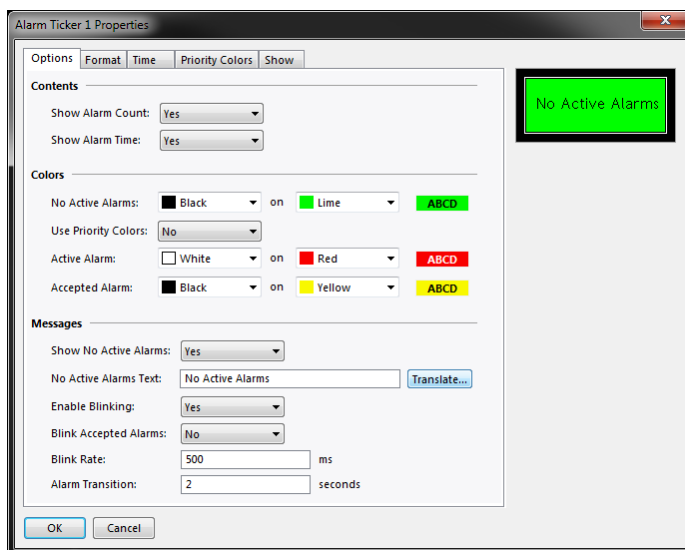 Alarm Ticker 1 Properties
x
Options Format Time Priority Colors Show
Contents
No Active Alarms
Show Alarm Count: Yes
Show Alarm Time: Yes
Colors
No Active Alarms: Black on Lime ABCD
Use Priority Colors: No
Active Alarm: White on Red ABCD
Accepted Alarm: Black on Yellow ABCD
Messages
Show No Active Alarms: Yes
No Active Alarms Text: No Active Alarms Translate...
Enable Blinking: Yes
Blink Accepted Alarms: No
Blink Rate: 500 ms
Alarm Transition: 2 seconds
OK Cancel